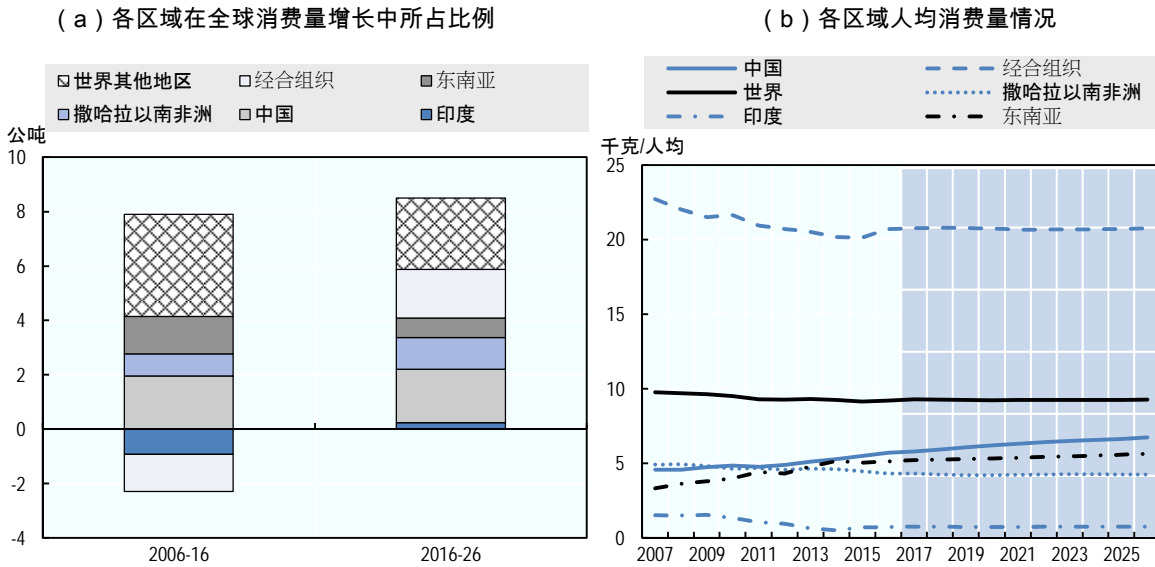 （a）各区域在全球消费量增长中所占比例
世界其他地区 经合组织 东南亚
撒哈拉以南非洲 中国 印度
公吨
10
8
6
4
2
0
-2
-4
2006-16 2016-26
（b）各区域人均消费量情况
中国 经合组织
世界 撒哈拉以南非洲
印度 东南亚
千克/人均
25
20
15
10
5
0
2007 2009 2011 2013 2015 2017 2019 2021 2023 2025